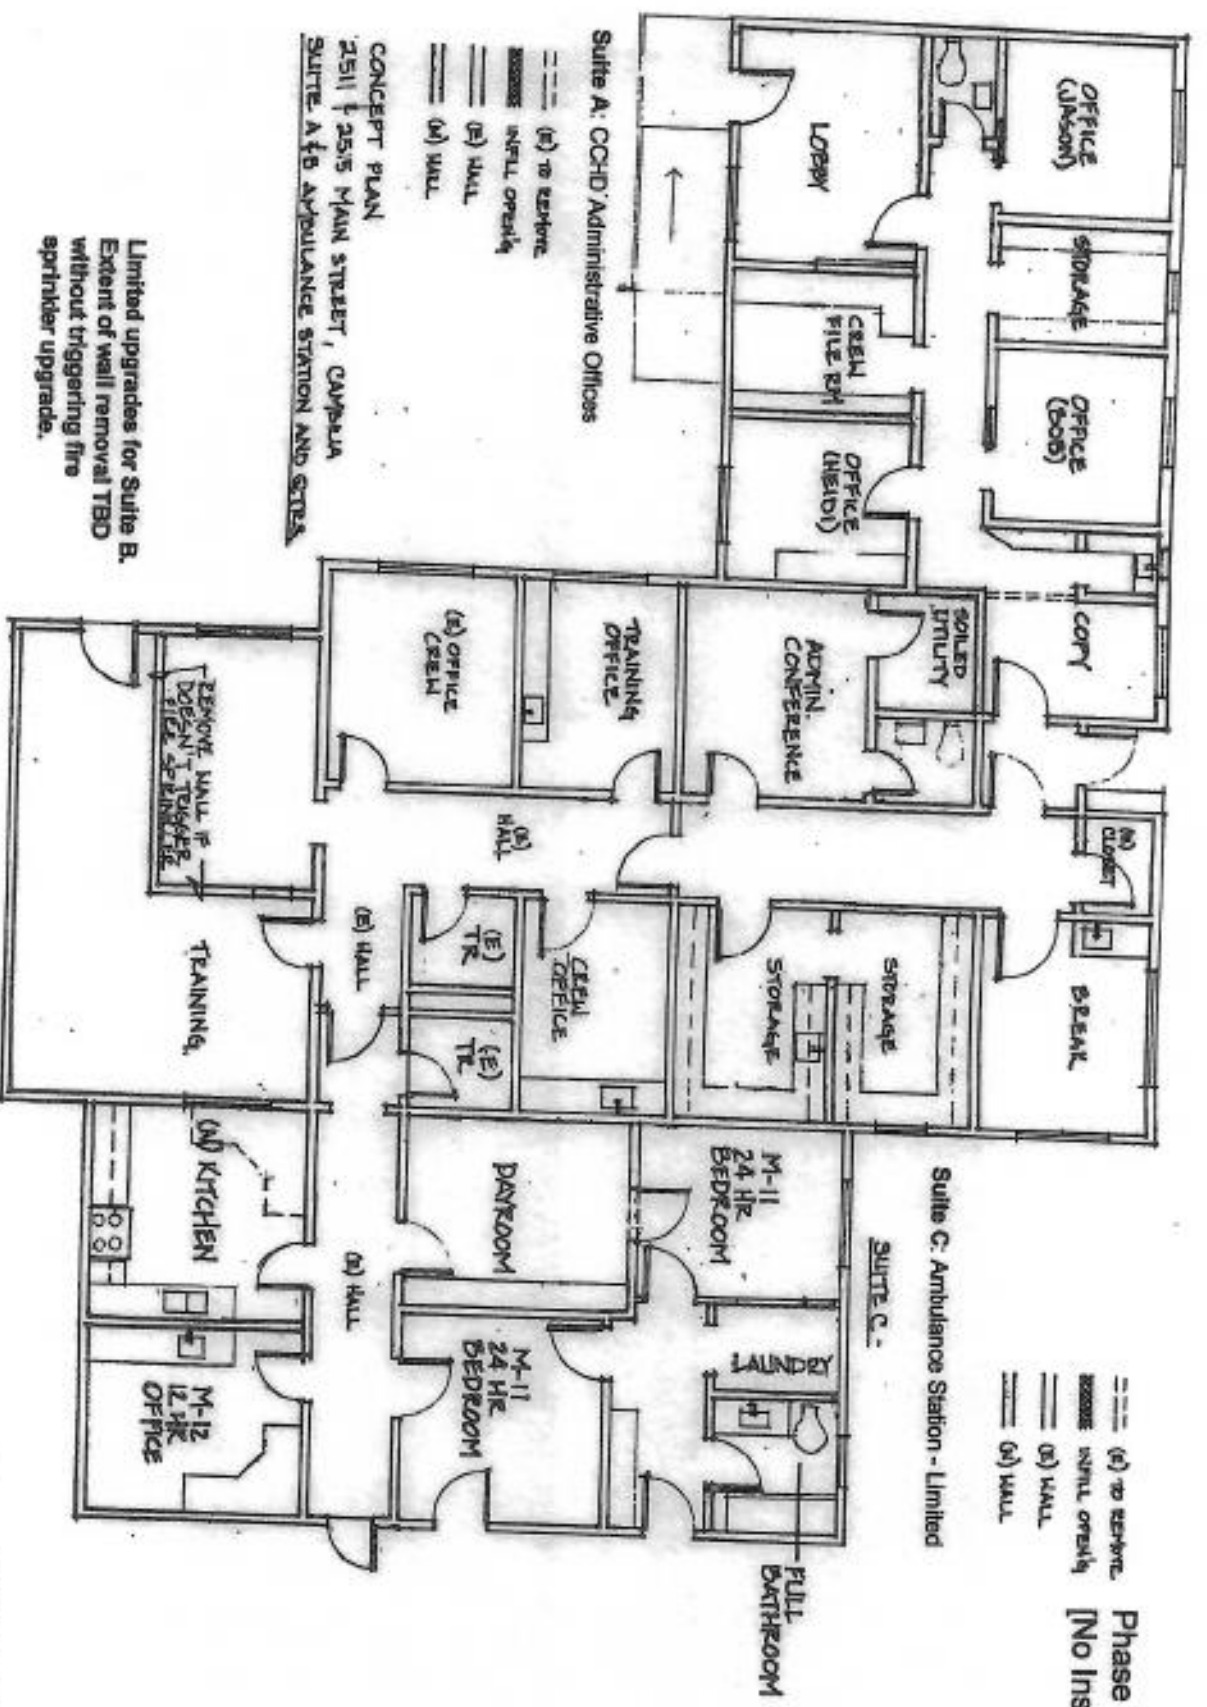 OFFICE
(JASON)
STORAGE
OFFICE
(BOB)
COPY
(N)
CLOSET
BREAK
LOBBY
CREW
FILE RM
OFFICE
(HEIDI)
SOILED
UTILITY
ADMIN.
CONFERENCE
STORAGE
STORAGE
Suite A: CCHD Administrative Offices
(E) TO REMOVE
INFILL OPEN'G
(E) WALL
(N) WALL
CONCEPT PLAN
2511 & 2515 MAIN STREET, CAMBRIA
SUITE A & B AMBULANCE STATION AND QTRS
Limited upgrades for Suite B.
Extent of wall removal TBD
without triggering fire
sprinkler upgrade.
TRAINING
OFFICE
(E) OFFICE
CREW
(E)
HALL
CREW
OFFICE
(E)
TR
(E)
TR
(E) HALL
REMOVE WALL IF
DOESN'T TRIGGER
FIRE SPRINKLER
TRAINING
Phase
[No Ins
(E) TO REMOVE
INFILL OPEN'G
(E) WALL
(N) WALL
Suite C: Ambulance Station - Limited
SUITE C -
M-11
24 HR
BEDROOM
LAUNDRY
FULL
BATHROOM
DAYROOM
M-11
24 HR
BEDROOM
(E) HALL
(N) KITCHEN
M-12
12 HR
OFFICE